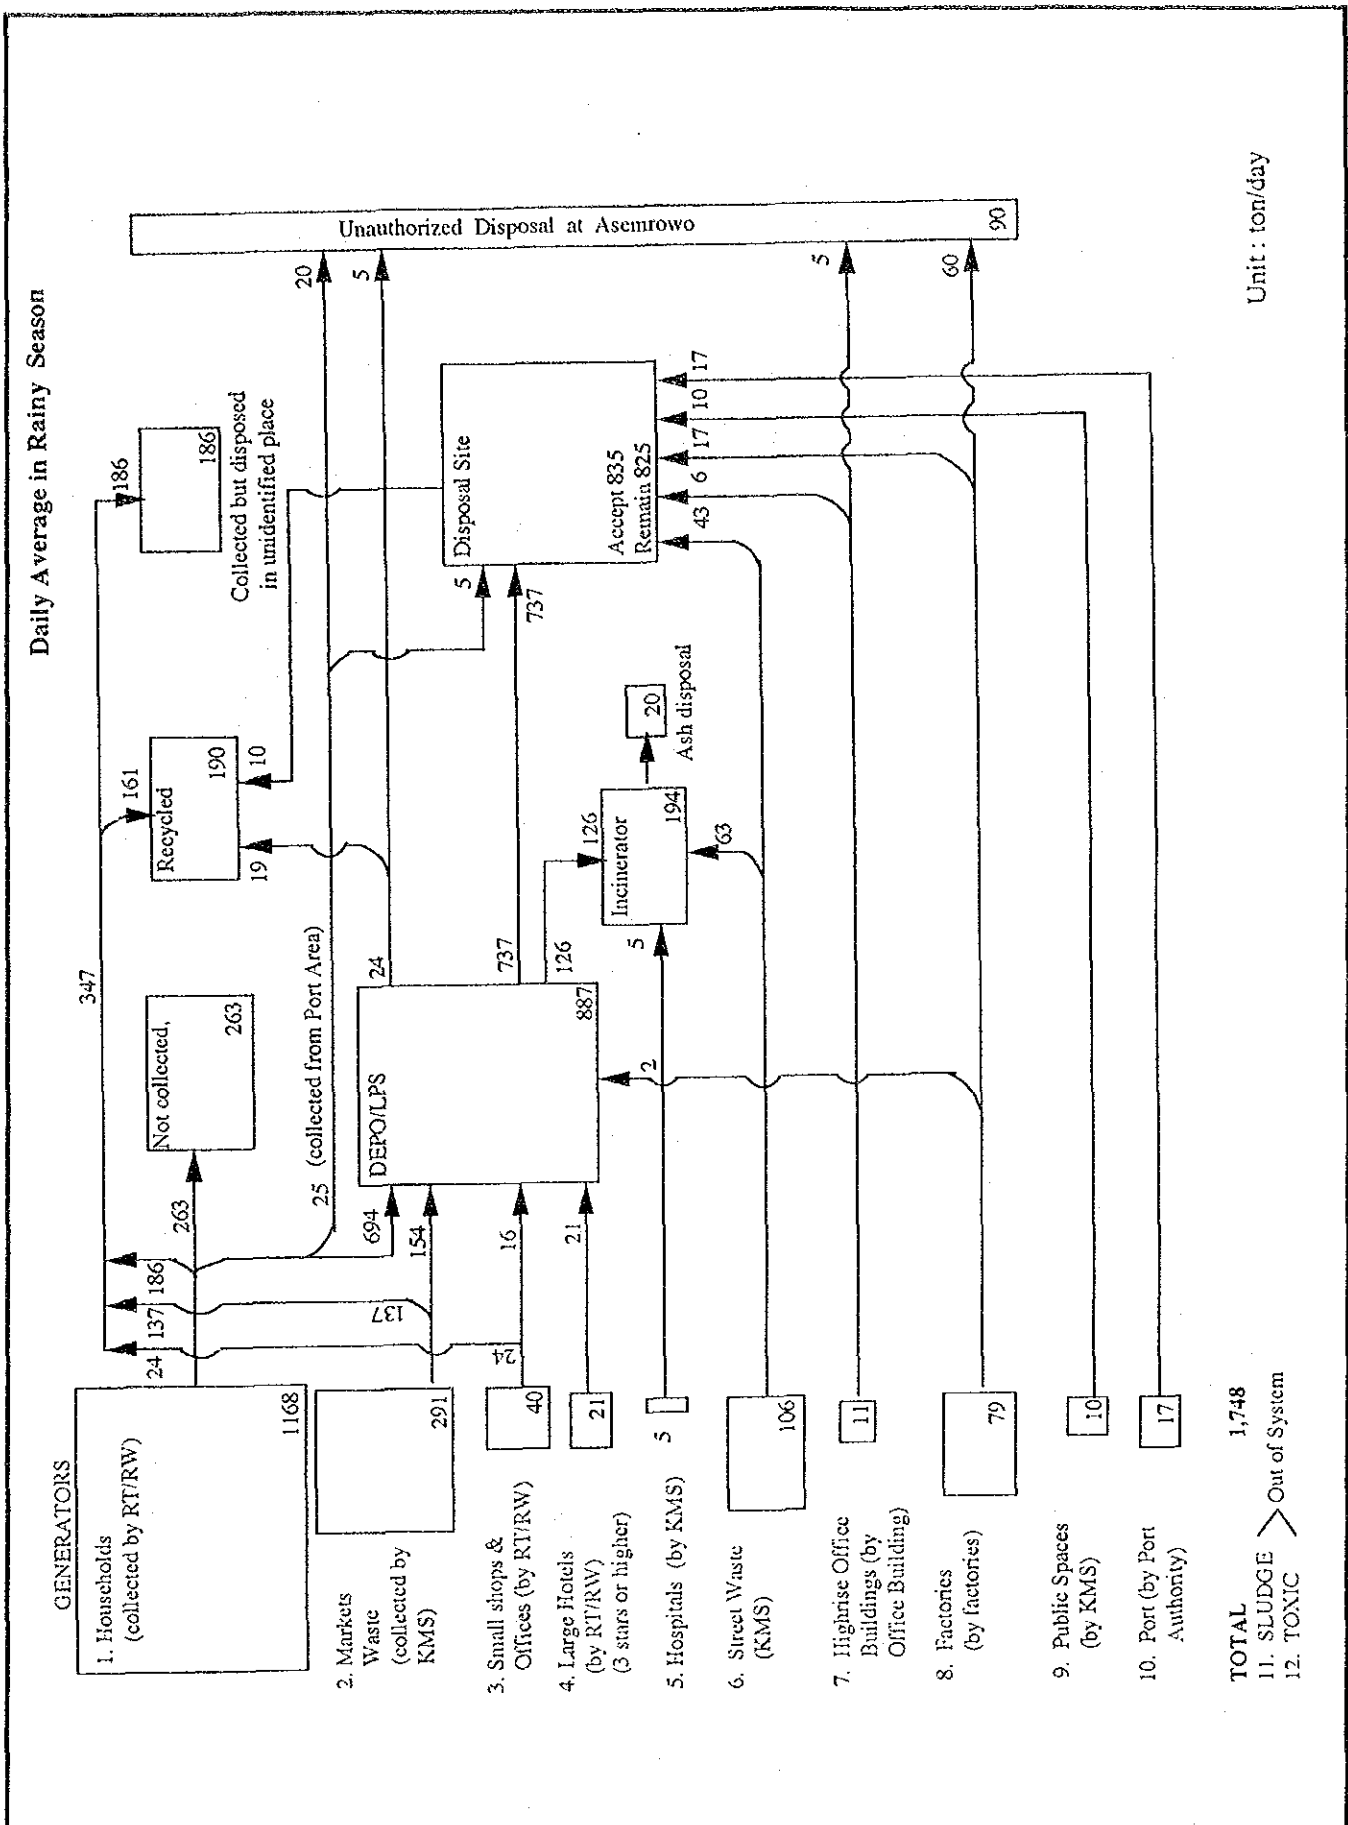 Daily Average in Rainy Season
GENERATORS
1. Households
(collected by RT/RW)
1168
24
137
186
347
263
Not collected,
263
161
Recycled
190
19
10
186
186
Collected but disposed
in unidentified place
25 (collected from Port Area)
20
5
Unauthorized Disposal at Asemrowo
5
60
90
2. Markets
Waste
(collected by
KMS)
291
137
694
154
3. Small shops &
Offices (by RT/RW)
40
24
16
4. Large Hotels
(by RT/RW)
(3 stars or higher)
21
21
DEPO/LPS
887
24
737
126
2
5
737
Disposal Site
Accept 835
Remain 825
43
6
17
10
17
126
Incinerator
194
5
63
20
Ash disposal
5. Hospitals (by KMS)
5
6. Street Waste
(KMS)
106
7. Highrise Office
Buildings (by
Office Building)
11
8. Factories
(by factories)
79
9. Public Spaces
(by KMS)
10
10. Port (by Port
Authority)
17
TOTAL 1,748
11. SLUDGE
12. TOXIC
Out of System
Unit : ton/day